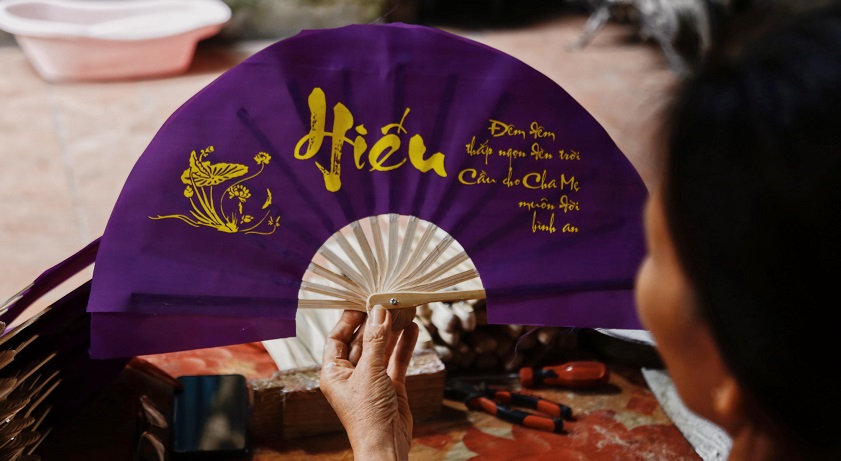 Hiếu
Đêm đêm
thắp ngọn đèn trời
Cầu cho Cha Mẹ
muôn đời
bình an